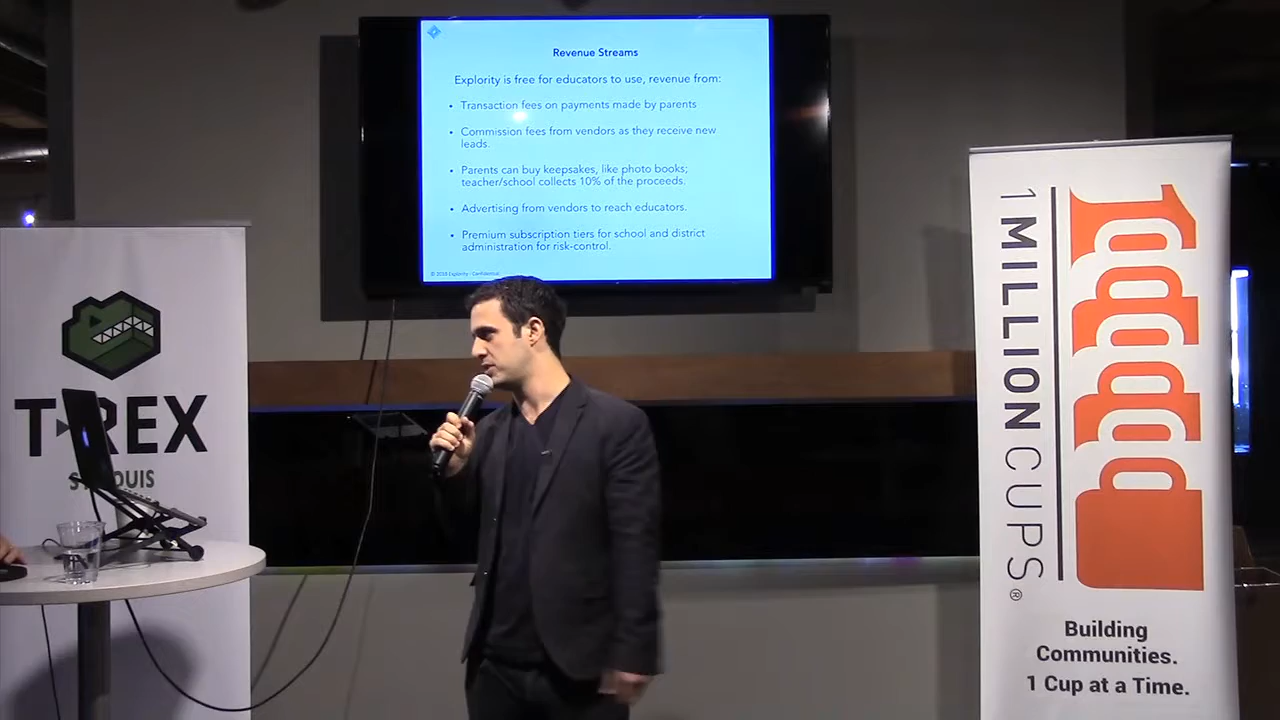 Revenue Streams
Explority is free for educators to use, revenue from:
• Transaction fees on payments made by parents
• Commission fees from vendors as they receive new
leads.
• Parents can buy keepsakes, like photo books;
teacher/school collects 10% of the proceeds.
• Advertising from vendors to reach educators.
• Premium subscription tiers for school and district
administration for risk-control.
Explority - Confidential
T-REX
1 MILLION CUPS®
Building
Communities.
1 Cup at a Time.